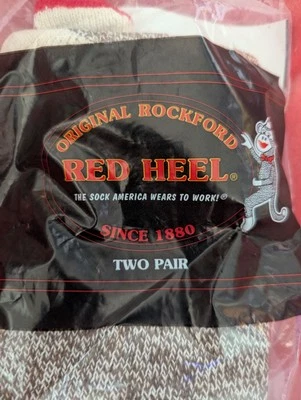 ORIGINAL ROCKFORD
RED HEEL®
THE SOCK AMERICA WEARS TO WORK!®
SINCE 1880
TWO PAIR